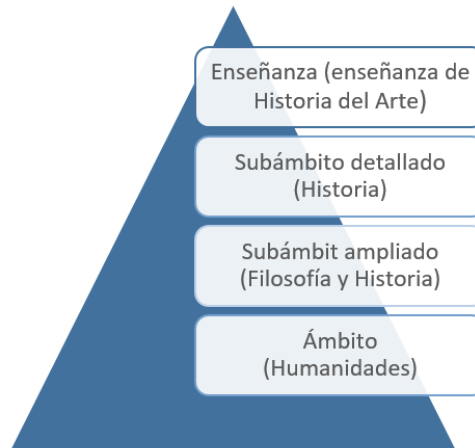 Enseñanza (enseñanza de
Historia del Arte)
Subámbito detallado
(Historia)
Subámbit ampliado
(Filosofía y Historia)
Ámbito
(Humanidades)